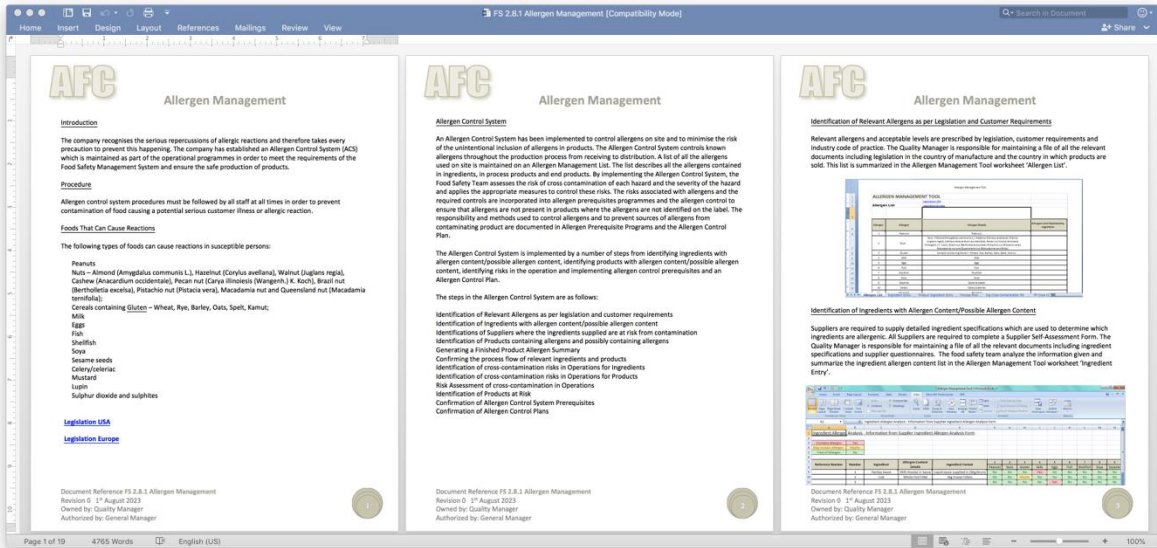 FS 2.8.1 Allergen Management [Compatibility Mode]
Search in Document
Home Insert Design Layout References Mailings Review View
Share
AFC
Allergen Management
Introduction
The company recognises the serious repercussions of allergic reactions and therefore takes every
precaution to prevent this happening. The company has established an Allergen Control System (ACS)
which is maintained as part of the operational programmes in order to meet the requirements of the
Food Safety Management System and ensure the safe production of products.
Procedure
Allergen control system procedures must be followed by all staff at all times in order to prevent
contamination of food causing a potential serious customer illness or allergic reaction.
Foods That Can Cause Reactions
The following types of foods can cause reactions in susceptible persons:
Peanuts
Nuts – Almond (Amygdalus communis L.), Hazelnut (Corylus avellana), Walnut (Juglans regia),
Cashew (Anacardium occidentale), Pecan nut (Carya illinoiesis (Wangenh.) K. Koch), Brazil nut
(Bertholletia excelsa), Pistachio nut (Pistacia vera), Macadamia nut and Queensland nut (Macadamia
ternifolia);
Cereals containing Gluten – Wheat, Rye, Barley, Oats, Spelt, Kamut;
Milk
Eggs
Fish
Shellfish
Soya
Sesame seeds
Celery/celeriac
Mustard
Lupin
Sulphur dioxide and sulphites
Legislation USA
Legislation Europe
Document Reference FS 2.8.1 Allergen Management
Revision 0 1st August 2023
Owned by: Quality Manager
Authorized by: General Manager
1
AFC
Allergen Management
Allergen Control System
An Allergen Control System has been implemented to control allergens on site and to minimise the risk
of the unintentional inclusion of allergens in products. The Allergen Control System controls known
allergens throughout the production process from receiving to distribution. A list of all the allergens
used on site is maintained on an Allergen Management List. The list describes all the allergens contained
in ingredients, in process products and end products. By implementing the Allergen Control System, the
Food Safety Team assesses the risk of cross contamination of each hazard and the severity of the hazard
and applies the appropriate measures to control these risks. The risks associated with allergens and the
required controls are incorporated into allergen prerequisites programmes and the allergen control to
ensure that allergens are not present in products where the allergens are not identified on the label. The
responsibility and methods used to control allergens and to prevent sources of allergens from
contaminating product are documented in Allergen Prerequisite Programs and the Allergen Control
Plan.
The Allergen Control System is implemented by a number of steps from identifying ingredients with
allergen content/possible allergen content, identifying products with allergen content/possible allergen
content, identifying risks in the operation and implementing allergen control prerequisites and an
Allergen Control Plan.
The steps in the Allergen Control System are as follows:
Identification of Relevant Allergens as per legislation and customer requirements
Identification of Ingredients with allergen content/possible allergen content
Identifications of Suppliers where the ingredients supplied are at risk from contamination
Identification of Products containing allergens and possibly containing allergens
Generating a Finished Product Allergen Summary
Confirming the process flow of relevant ingredients and products
Identification of cross-contamination risks in Operations for Ingredients
Identification of cross-contamination risks in Operations for Products
Risk Assessment of cross-contamination in Operations
Identification of Products at Risk
Confirmation of Allergen Control System Prerequisites
Confirmation of Allergen Control Plans
Document Reference FS 2.8.1 Allergen Management
Revision 0 1st August 2023
Owned by: Quality Manager
Authorized by: General Manager
2
AFC
Allergen Management
Identification of Relevant Allergens as per Legislation and Customer Requirements
Relevant allergens and acceptable levels are prescribed by legislation, customer requirements and
industry code of practice. The Quality Manager is responsible for maintaining a file of all the relevant
documents including legislation in the country of manufacture and the country in which products are
sold. This list is summarized in the Allergen Management Tool worksheet 'Allergen List'.
ALLERGEN MANAGEMENT TOOL
Allergen List
Identification of Ingredients with Allergen Content/Possible Allergen Content
Suppliers are required to supply detailed ingredient specifications which are used to determine which
ingredients are allergenic. All Suppliers are required to complete a Supplier Self-Assessment Form. The
Quality Manager is responsible for maintaining a file of all the relevant documents including ingredient
specifications and supplier questionnaires. The food safety team analyze the information given and
summarize the ingredient allergen content list in the Allergen Management Tool worksheet 'Ingredient
Entry'.
Ingredient Allergen Analysis - Information from Supplier Ingredient Allergen Analysis Form
Document Reference FS 2.8.1 Allergen Management
Revision 0 1st August 2023
Owned by: Quality Manager
Authorized by: General Manager
3
Page 1 of 19 4765 Words English (US) 100%